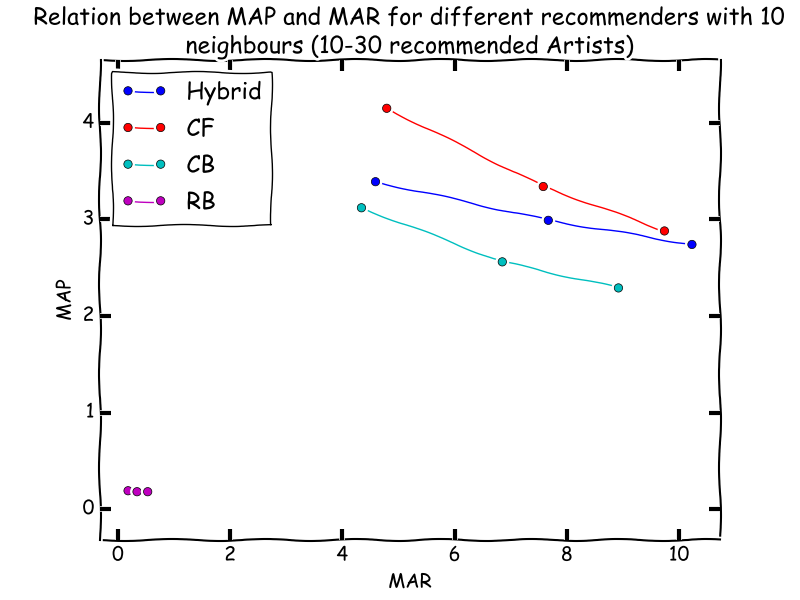 Relation between MAP and MAR for different recommenders with 10
neighbours (10-30 recommended Artists)
Hybrid
CF
CB
RB
4
3
2
1
0
MAP
0 2 4 6 8 10
MAR